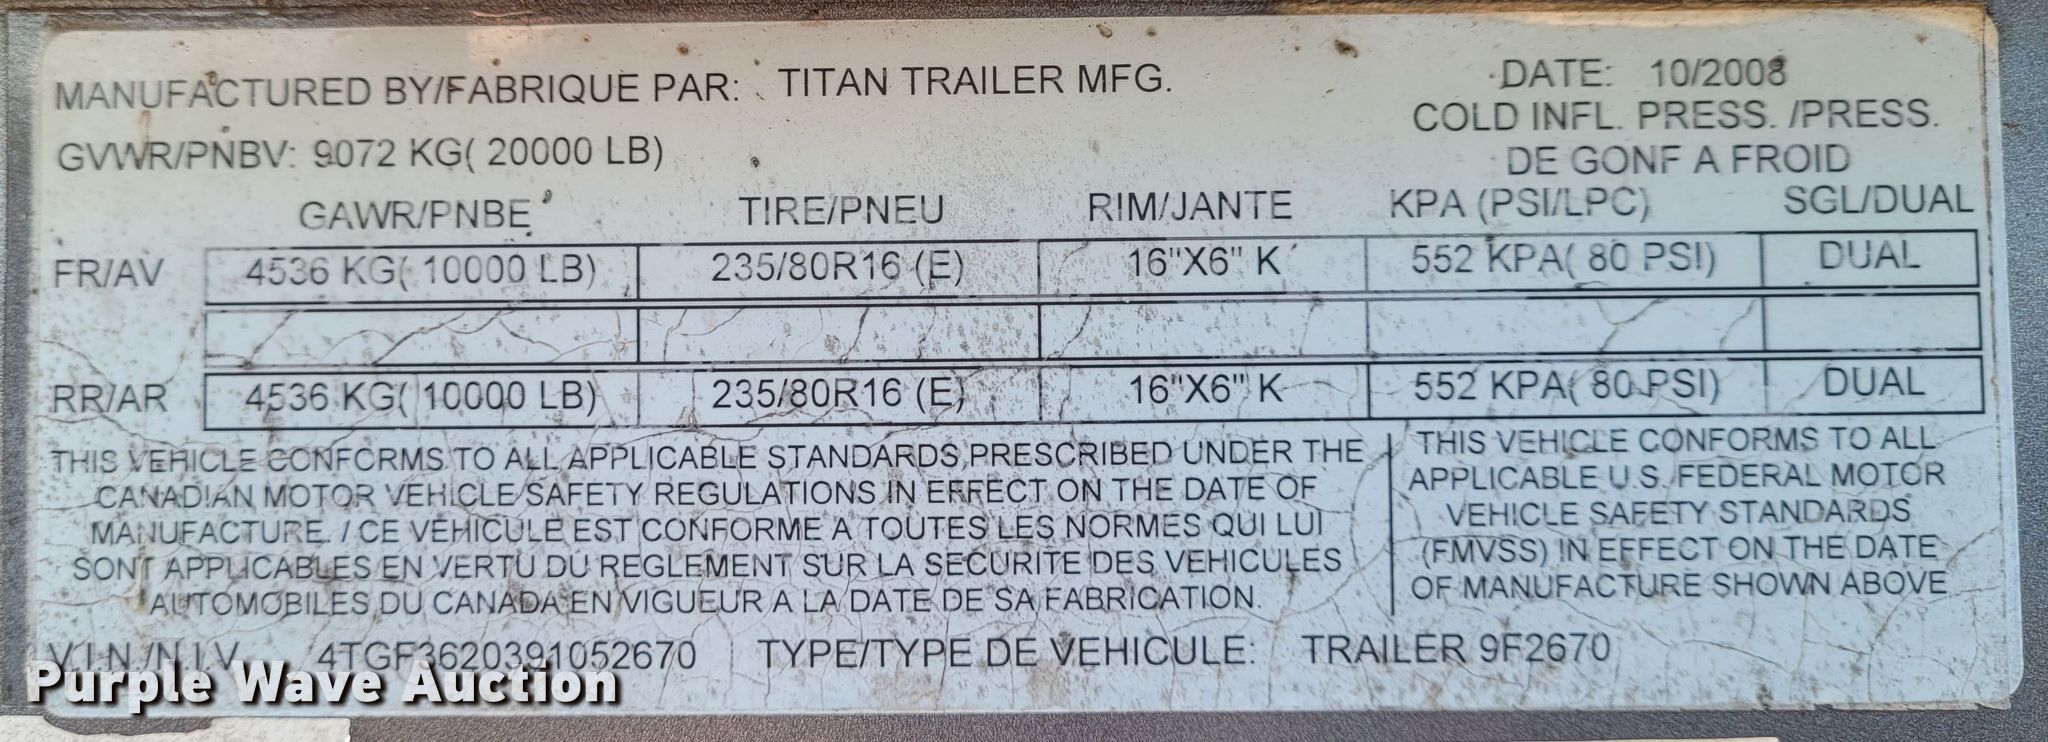 MANUFACTURED BY/FABRIQUE PAR: TITAN TRAILER MFG. DATE: 10/2008
GVWR/PNBV: 9072 KG( 20000 LB) COLD INFL. PRESS. /PRESS.
DE GONF A FROID
GAWR/PNBE TIRE/PNEU RIM/JANTE KPA (PSI/LPC) SGL/DUAL
FR/AV 4536 KG( 10000 LB) 235/80R16 (E) 16"X6" K 552 KPA( 80 PSI) DUAL
RR/AR 4536 KG( 10000 LB) 235/80R16 (E) 16"X6" K 552 KPA( 80 PSI) DUAL
THIS VEHICLE CONFORMS TO ALL APPLICABLE STANDARDS PRESCRIBED UNDER THE
CANADIAN MOTOR VEHICLE SAFETY REGULATIONS IN EFFECT ON THE DATE OF
MANUFACTURE. / CE VEHICULE EST CONFORME A TOUTES LES NORMES QUI LUI
SONT APPLICABLES EN VERTU DU REGLEMENT SUR LA SECURITE DES VEHICULES
AUTOMOBILES DU CANADA EN VIGUEUR A LA DATE DE SA FABRICATION.
THIS VEHICLE CONFORMS TO ALL
APPLICABLE U.S. FEDERAL MOTOR
VEHICLE SAFETY STANDARDS
(FMVSS) IN EFFECT ON THE DATE
OF MANUFACTURE SHOWN ABOVE
V.I.N./N.I.V. 4TGF3620391052670 TYPE/TYPE DE VEHICULE: TRAILER 9F2670
Purple Wave Auction